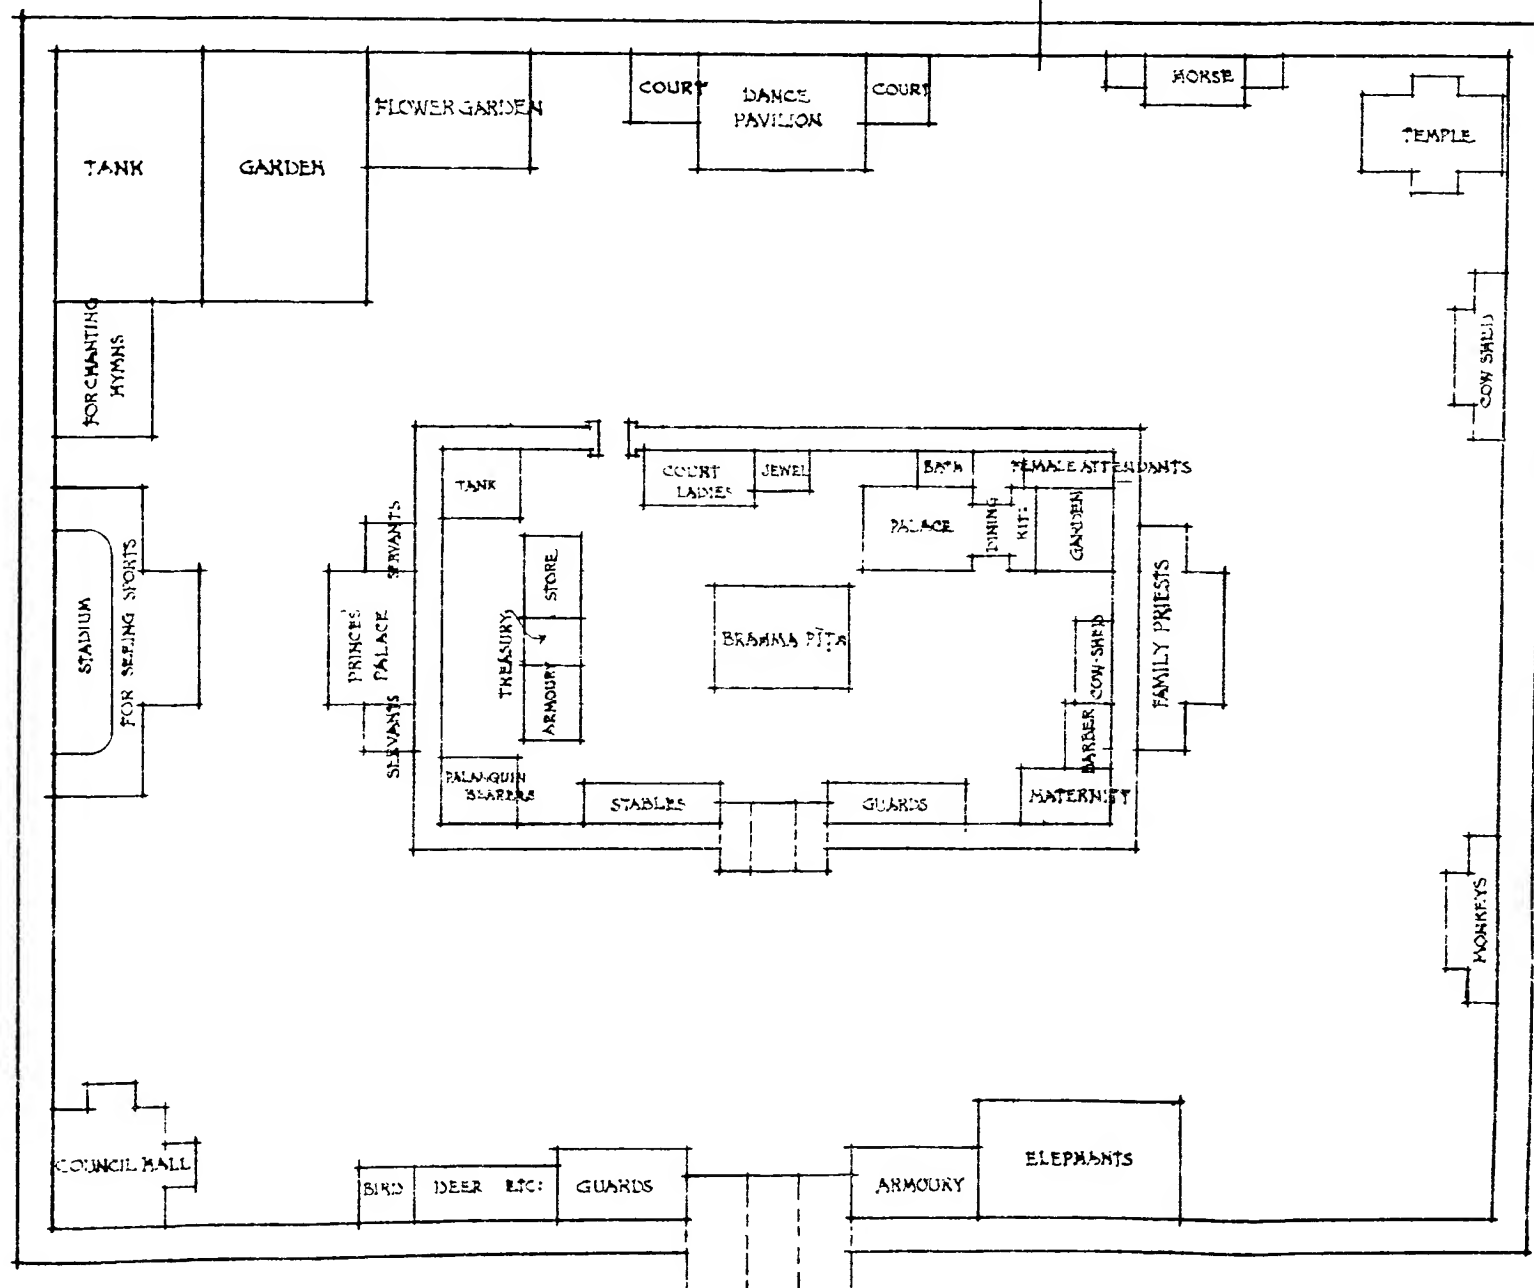 HORSE
COURT
DANCE
PAVILION
COURT
FLOWER GARDEN
TANK
GARDEN
TEMPLE
FOR CHANTING
HYMNS
COW SHED
COURT
LADIES
JEWEL
BATH
FEMALE ATTENDANTS
TANK
PALACE
DINING
KIT:
GARDEN
SERVANTS
STORE
STADIUM
FOR SEEING SPORTS
PRINCES'
PALACE
TREASURY
BRAHMA PĪṬA
COW-SHED
FAMILY PRIESTS
ARMOURY
SERVANTS
BARBER
PALANQUIN
BEARERS
STABLES
GUARDS
MATERNITY
MONKEYS
COUNCIL HALL
BIRD
DEER ETC:
GUARDS
ARMOURY
ELEPHANTS